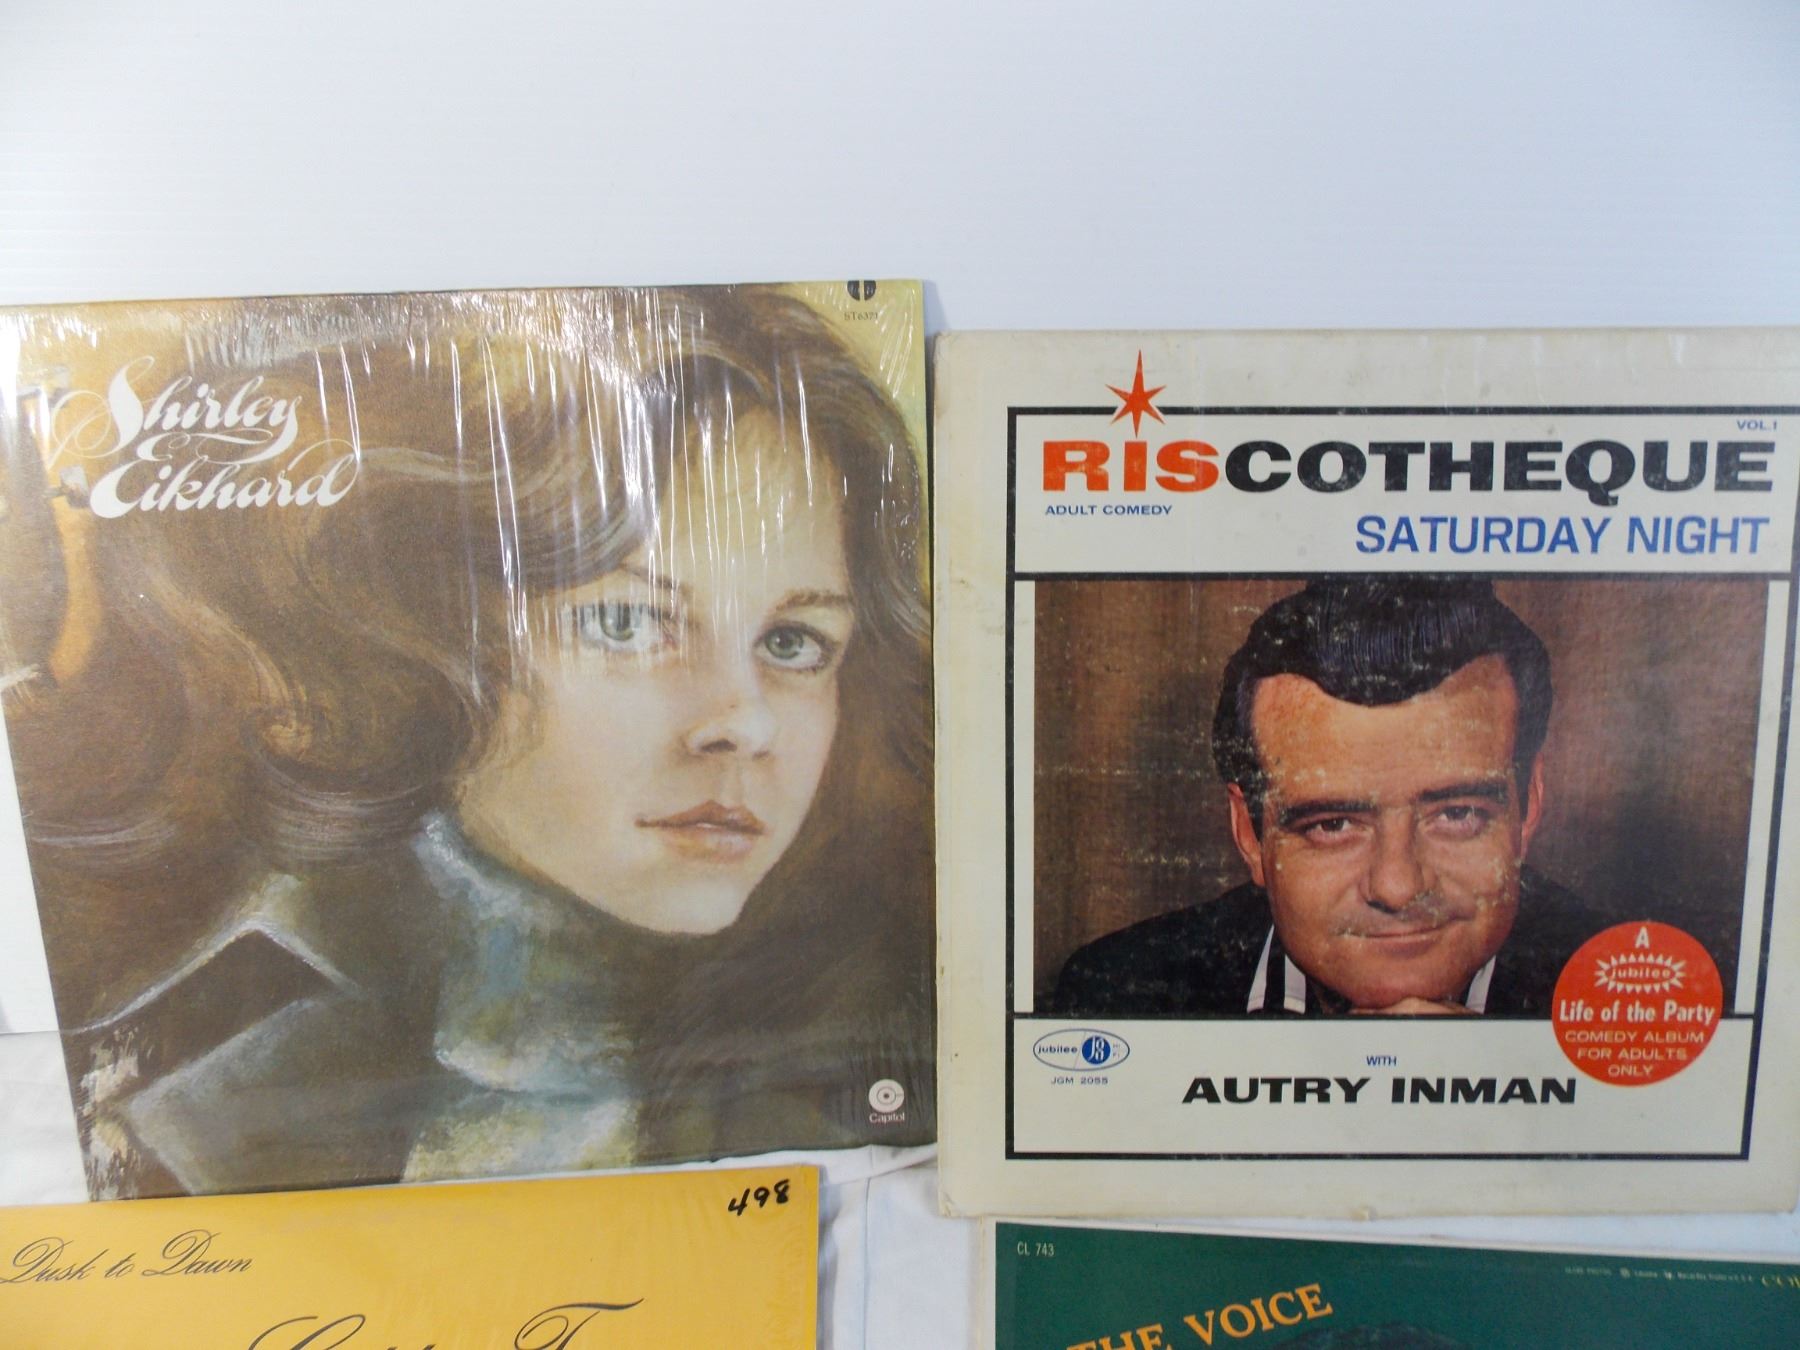 ST6371
Shirley
Eikhard
Capitol
VOL.1
RISCOTHEQUE
ADULT COMEDY
SATURDAY NIGHT
A
jubilee
Life of the Party
COMEDY ALBUM
FOR ADULTS
ONLY
jubilee
JGM 2055
WITH
AUTRY INMAN
498
Dusk to Dawn
CL 743
THE VOICE